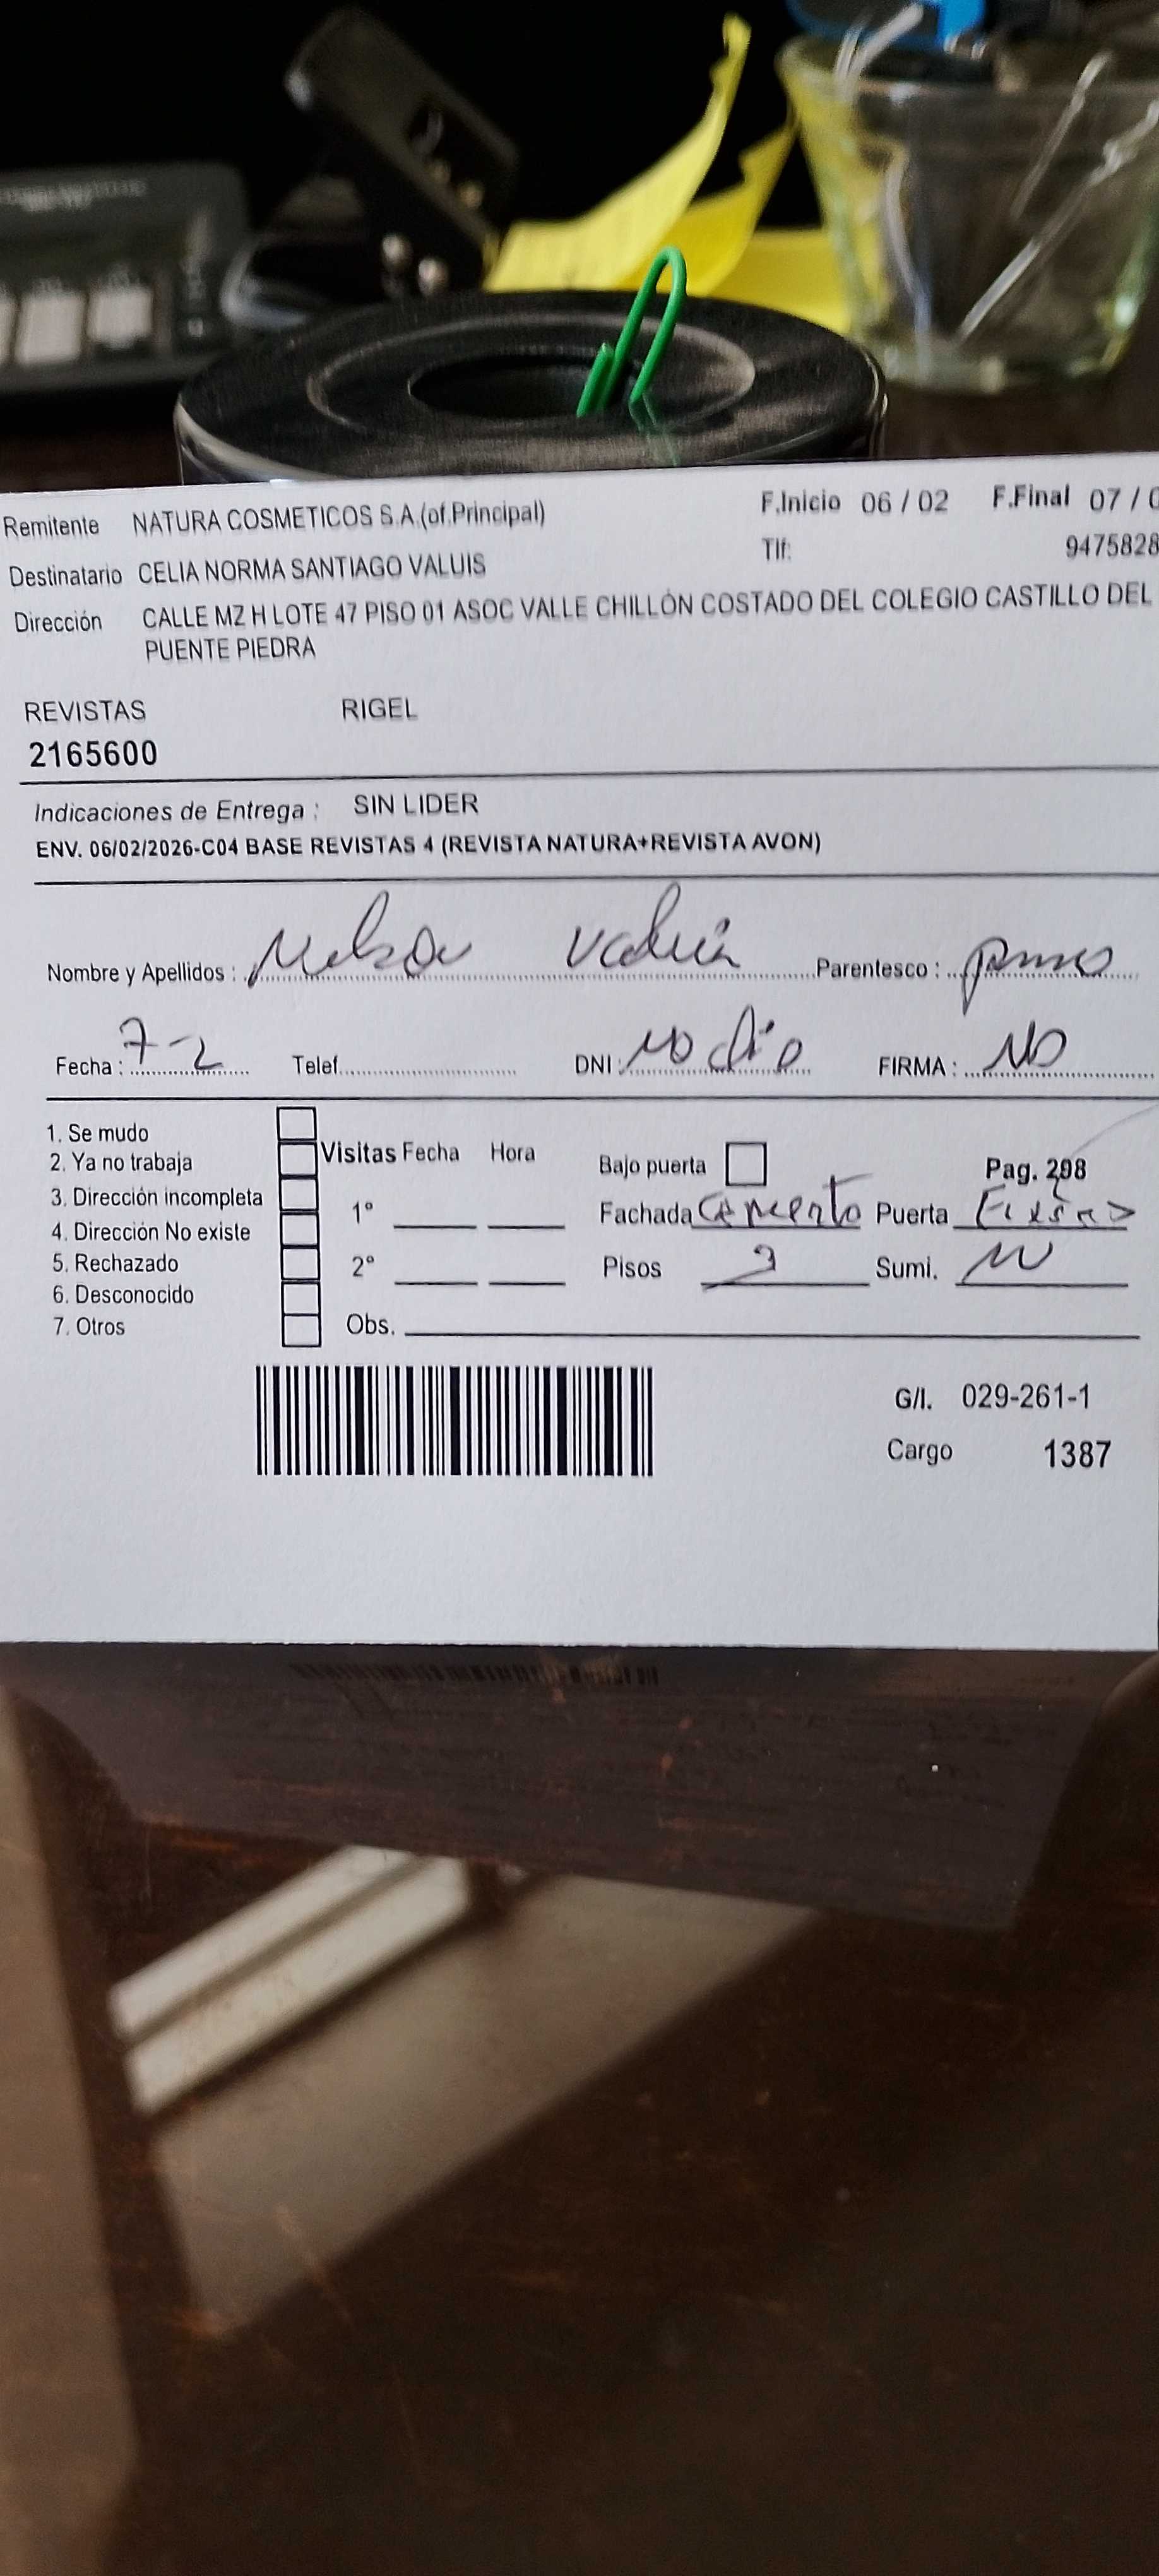 Remitente NATURA COSMETICOS S.A.(of.Principal) F.Inicio 06 / 02 F.Final 07 / 0
Destinatario CELIA NORMA SANTIAGO VALUIS Tlf: 9475828
Dirección CALLE MZ H LOTE 47 PISO 01 ASOC VALLE CHILLÓN COSTADO DEL COLEGIO CASTILLO DEL
PUENTE PIEDRA
REVISTAS RIGEL
2165600
Indicaciones de Entrega : SIN LIDER
ENV. 06/02/2026-C04 BASE REVISTAS 4 (REVISTA NATURA+REVISTA AVON)
Nombre y Apellidos : Nelson Parentesco :
Fecha : 7-2 Telef. DNI : No dio FIRMA : No
1. Se mudo
2. Ya no trabaja Visitas Fecha Hora Bajo puerta Pag. 298
3. Dirección incompleta 1° Fachada Cemento Puerta
4. Dirección No existe
5. Rechazado 2° Pisos Sumi.
6. Desconocido
7. Otros Obs.
G/I. 029-261-1
Cargo 1387